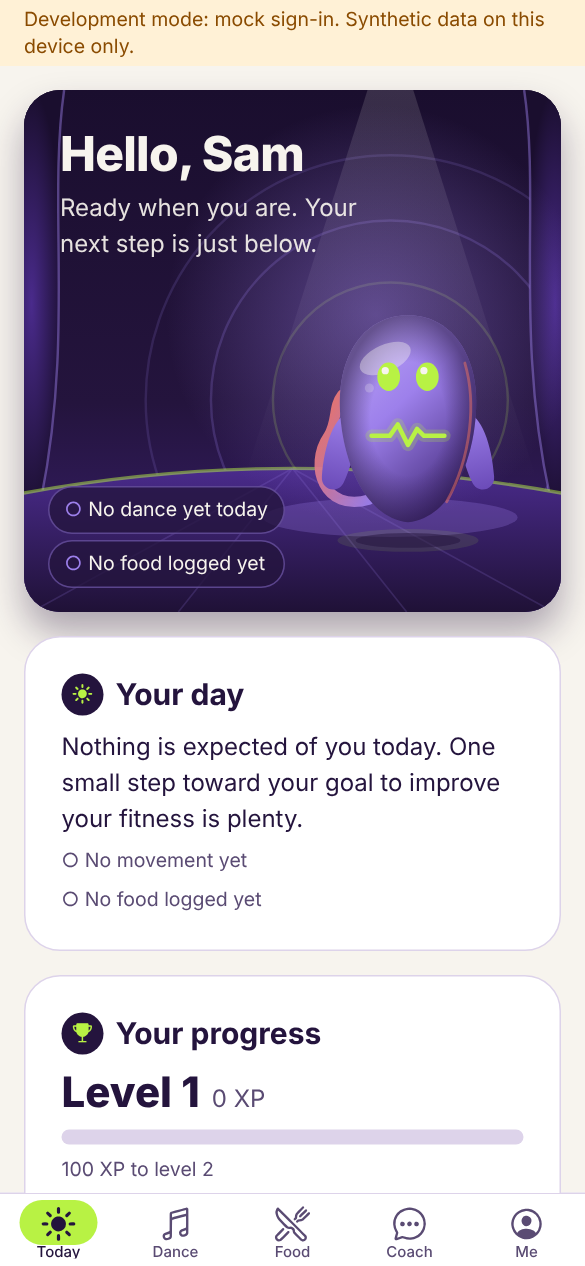 Development mode: mock sign-in. Synthetic data on this
device only.
Hello, Sam
Ready when you are. Your
next step is just below.
No dance yet today
No food logged yet
Your day
Nothing is expected of you today. One
small step toward your goal to improve
your fitness is plenty.
No movement yet
No food logged yet
Your progress
Level 1 0 XP
100 XP to level 2
Today Dance Food Coach Me